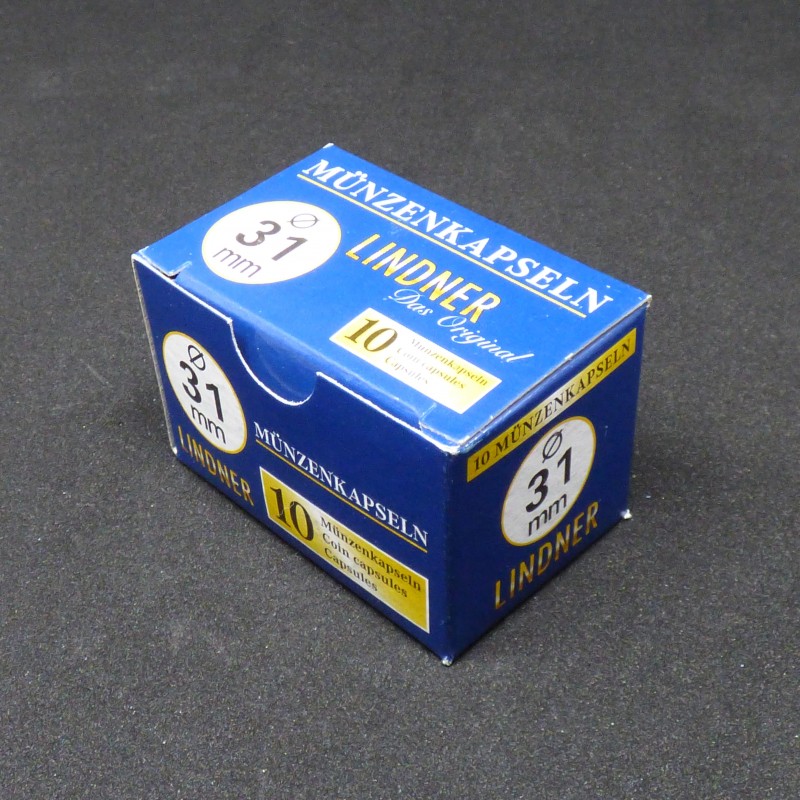 MÜNZENKAPSELN
Ø
31
mm
LINDNER
Das Original
10
Münzenkapseln
Coin capsules
Capsules
Ø
31
mm
LINDNER
MÜNZENKAPSELN
10
Münzenkapseln
Coin capsules
Capsules
10 MÜNZENKAPSELN
Ø
31
mm
LINDNER